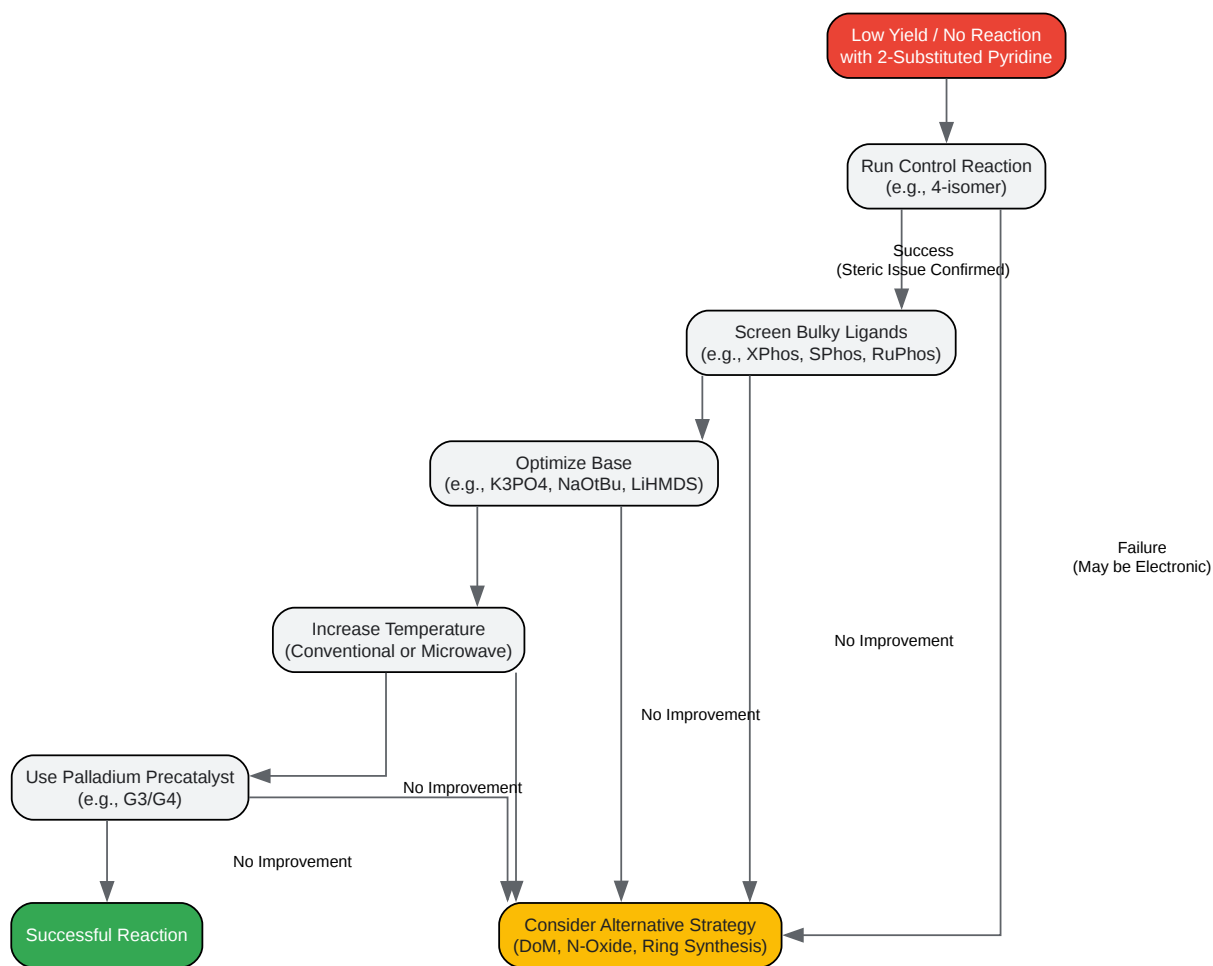 Low Yield / No Reaction
with 2-Substituted Pyridine
Run Control Reaction
(e.g., 4-isomer)
Success
(Steric Issue Confirmed)
Screen Bulky Ligands
(e.g., XPhos, SPhos, RuPhos)
Optimize Base
(e.g., K3PO4, NaOtBu, LiHMDS)
Failure
(May be Electronic)
Increase Temperature
(Conventional or Microwave)
No Improvement
No Improvement
Use Palladium Precatalyst
(e.g., G3/G4)
No Improvement
No Improvement
Successful Reaction
Consider Alternative Strategy
(DoM, N-Oxide, Ring Synthesis)